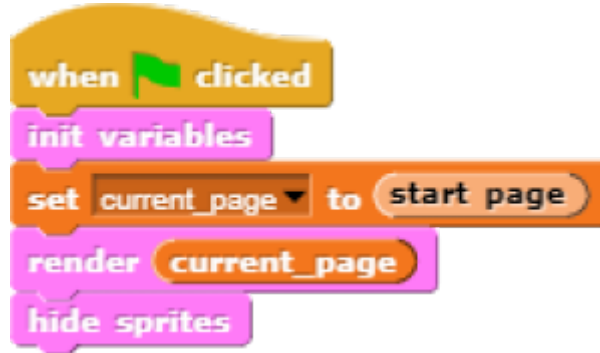 when clicked
init variables
set current_page to start page
render current_page
hide sprites